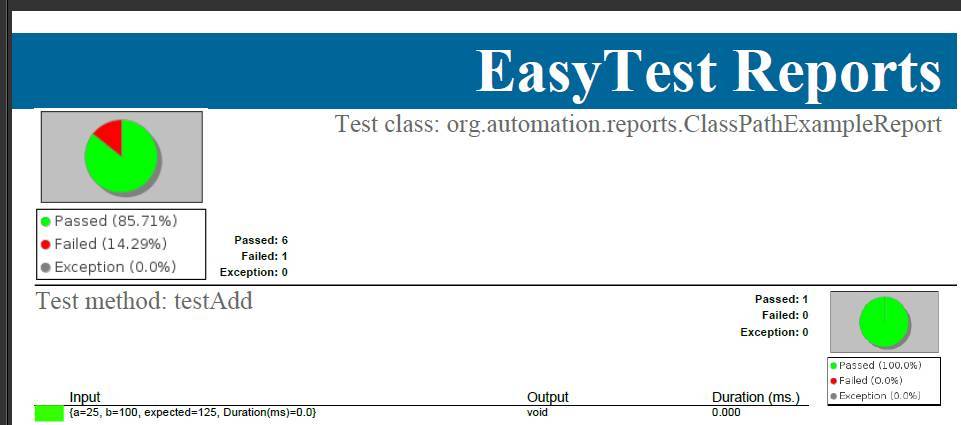 EasyTest Reports
Test class: org.automation.reports.ClassPathExampleReport
Passed (85.71%)
Failed (14.29%)
Exception (0.0%)
Passed: 6
Failed: 1
Exception: 0
Test method: testAdd
Passed: 1
Failed: 0
Exception: 0
Passed (100.0%)
Failed (0.0%)
Exception (0.0%)
Input Output Duration (ms.)
{a=25, b=100, expected=125, Duration(ms)=0.0} void 0.000